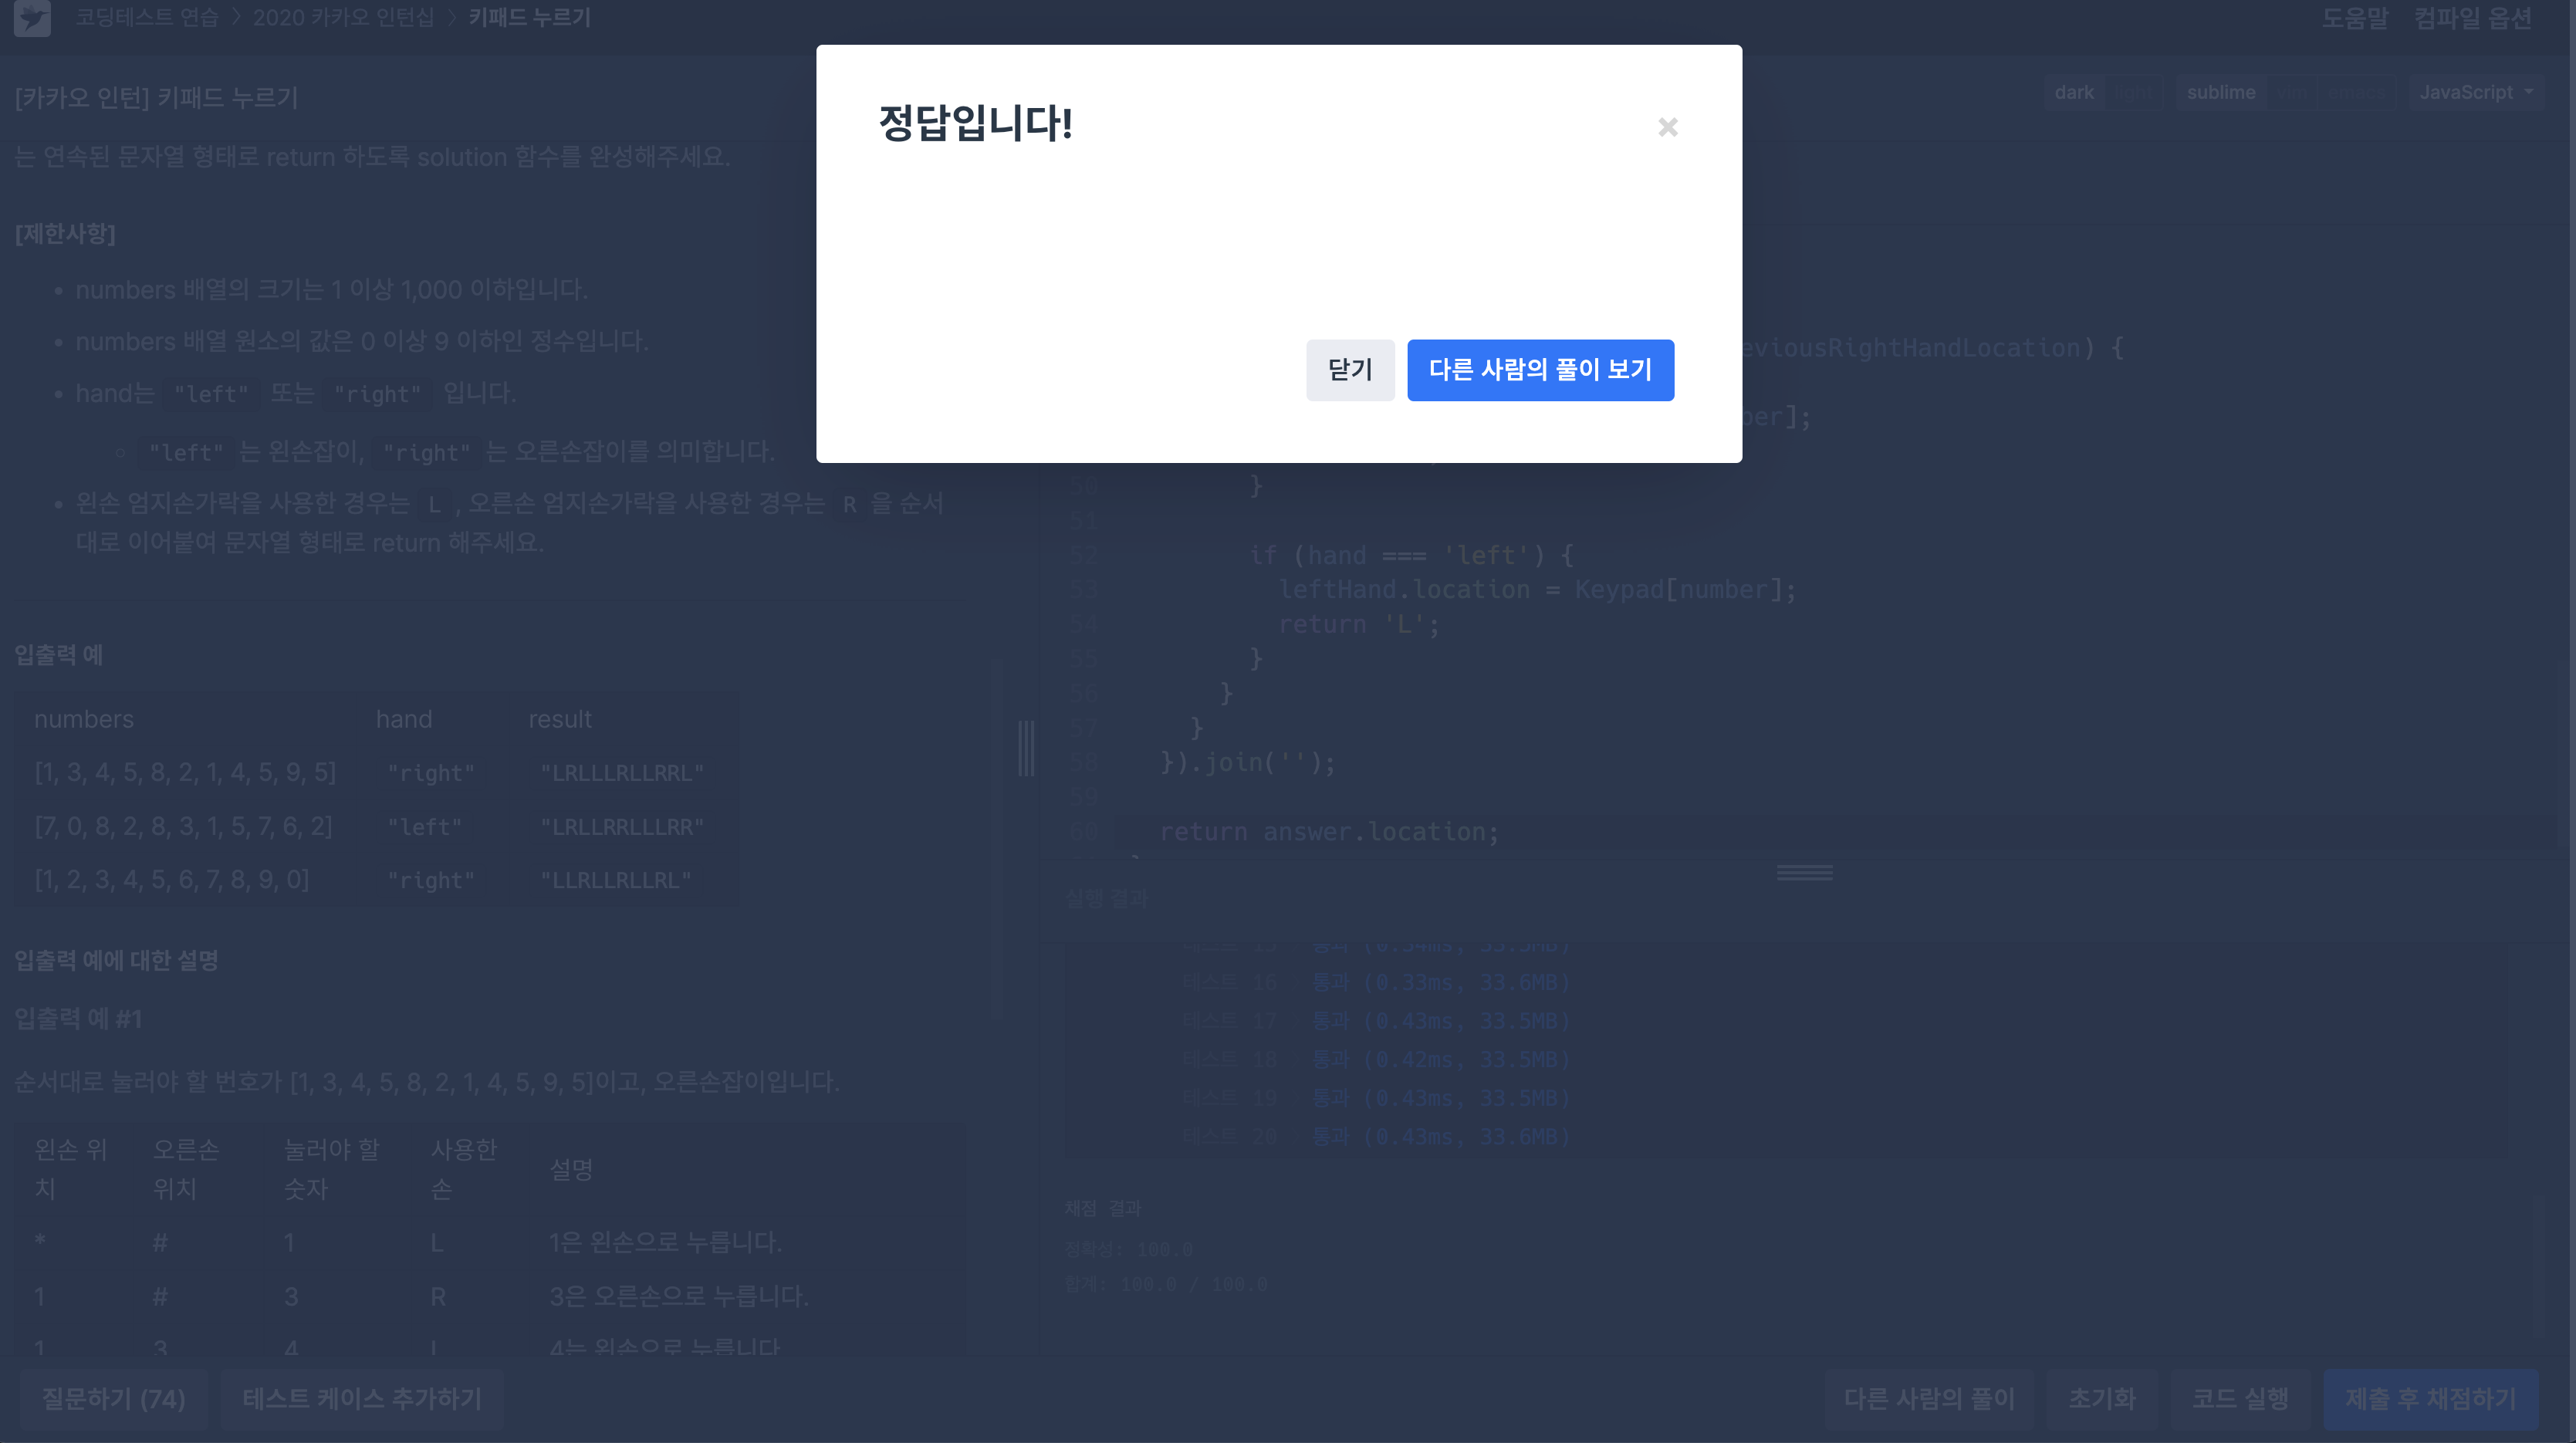 코딩테스트 연습 > 2020 카카오 인턴십 > 키패드 누르기
도움말 컴파일 옵션
[카카오 인턴] 키패드 누르기
dark light sublime vim emacs JavaScript
정답입니다!
×
닫기 다른 사람의 풀이 보기
는 연속된 문자열 형태로 return 하도록 solution 함수를 완성해주세요.
[제한사항]
• numbers 배열의 크기는 1 이상 1,000 이하입니다.
• numbers 배열 원소의 값은 0 이상 9 이하인 정수입니다.
• hand는 "left" 또는 "right" 입니다.
○ "left" 는 왼손잡이, "right" 는 오른손잡이를 의미합니다.
• 왼손 엄지손가락을 사용한 경우는 L , 오른손 엄지손가락을 사용한 경우는 R 을 순서
대로 이어붙여 문자열 형태로 return 해주세요.
입출력 예
numbers hand result
[1, 3, 4, 5, 8, 2, 1, 4, 5, 9, 5] "right" "LRLLLRLLRRL"
[7, 0, 8, 2, 8, 3, 1, 5, 7, 6, 2] "left" "LRLLRRLLLRR"
[1, 2, 3, 4, 5, 6, 7, 8, 9, 0] "right" "LLRLLRLLRL"
입출력 예에 대한 설명
입출력 예 #1
순서대로 눌러야 할 번호가 [1, 3, 4, 5, 8, 2, 1, 4, 5, 9, 5]이고, 오른손잡이입니다.
왼손 위치 오른손 위치 눌러야 할 숫자 사용한 손 설명
* # 1 L 1은 왼손으로 누릅니다.
1 # 3 R 3은 오른손으로 누릅니다.
1 3 4 L 4는 왼손으로 누릅니다
eviousRightHandLocation) {
ber];
50 }
51
52 if (hand === 'left') {
53 leftHand.location = Keypad[number];
54 return 'L';
55 }
56 }
57 }
58 }).join('');
59
60 return answer.location;
실행 결과
테스트 15 통과 (0.34ms, 33.5MB)
테스트 16 통과 (0.33ms, 33.6MB)
테스트 17 통과 (0.43ms, 33.5MB)
테스트 18 통과 (0.42ms, 33.5MB)
테스트 19 통과 (0.43ms, 33.5MB)
테스트 20 통과 (0.43ms, 33.6MB)
채점 결과
정확성: 100.0
합계: 100.0 / 100.0
질문하기 (74) 테스트 케이스 추가하기 다른 사람의 풀이 초기화 코드 실행 제출 후 채점하기